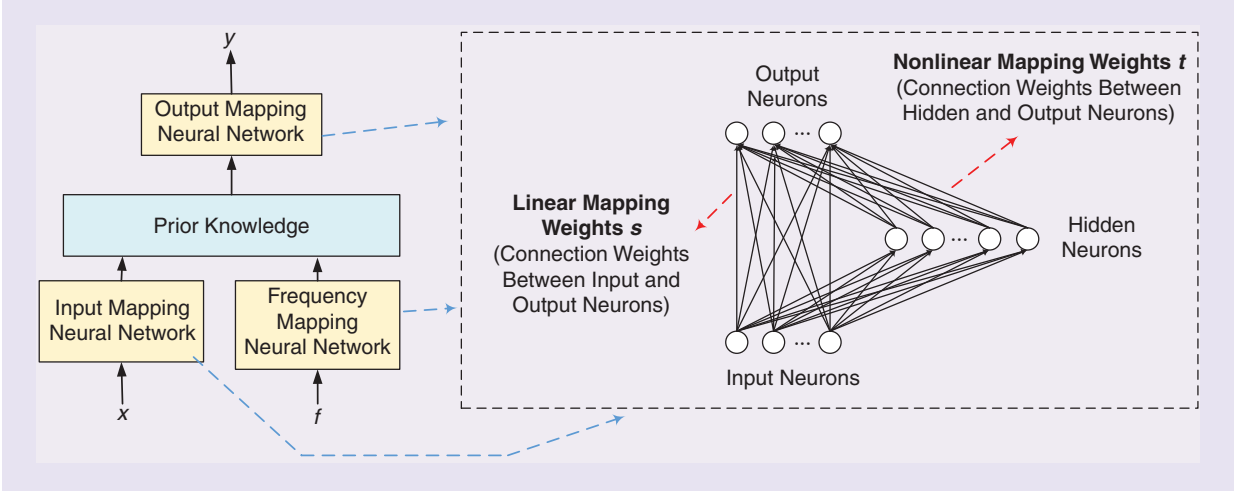 y
Output Mapping
Neural Network
Prior Knowledge
Input Mapping
Neural Network
Frequency
Mapping
Neural Network
x
f
Output
Neurons
Nonlinear Mapping Weights t
(Connection Weights Between
Hidden and Output Neurons)
...
Linear Mapping
Weights s
(Connection Weights
Between Input and
Output Neurons)
...
Hidden
Neurons
...
Input Neurons